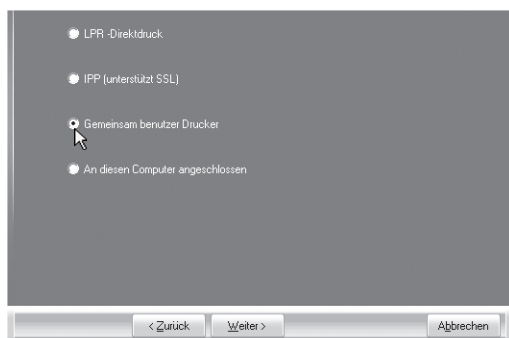 LPR -Direktdruck
IPP (unterstützt SSL)
Gemeinsam benutzer Drucker
An diesen Computer angeschlossen
< Zurück Weiter > Abbrechen